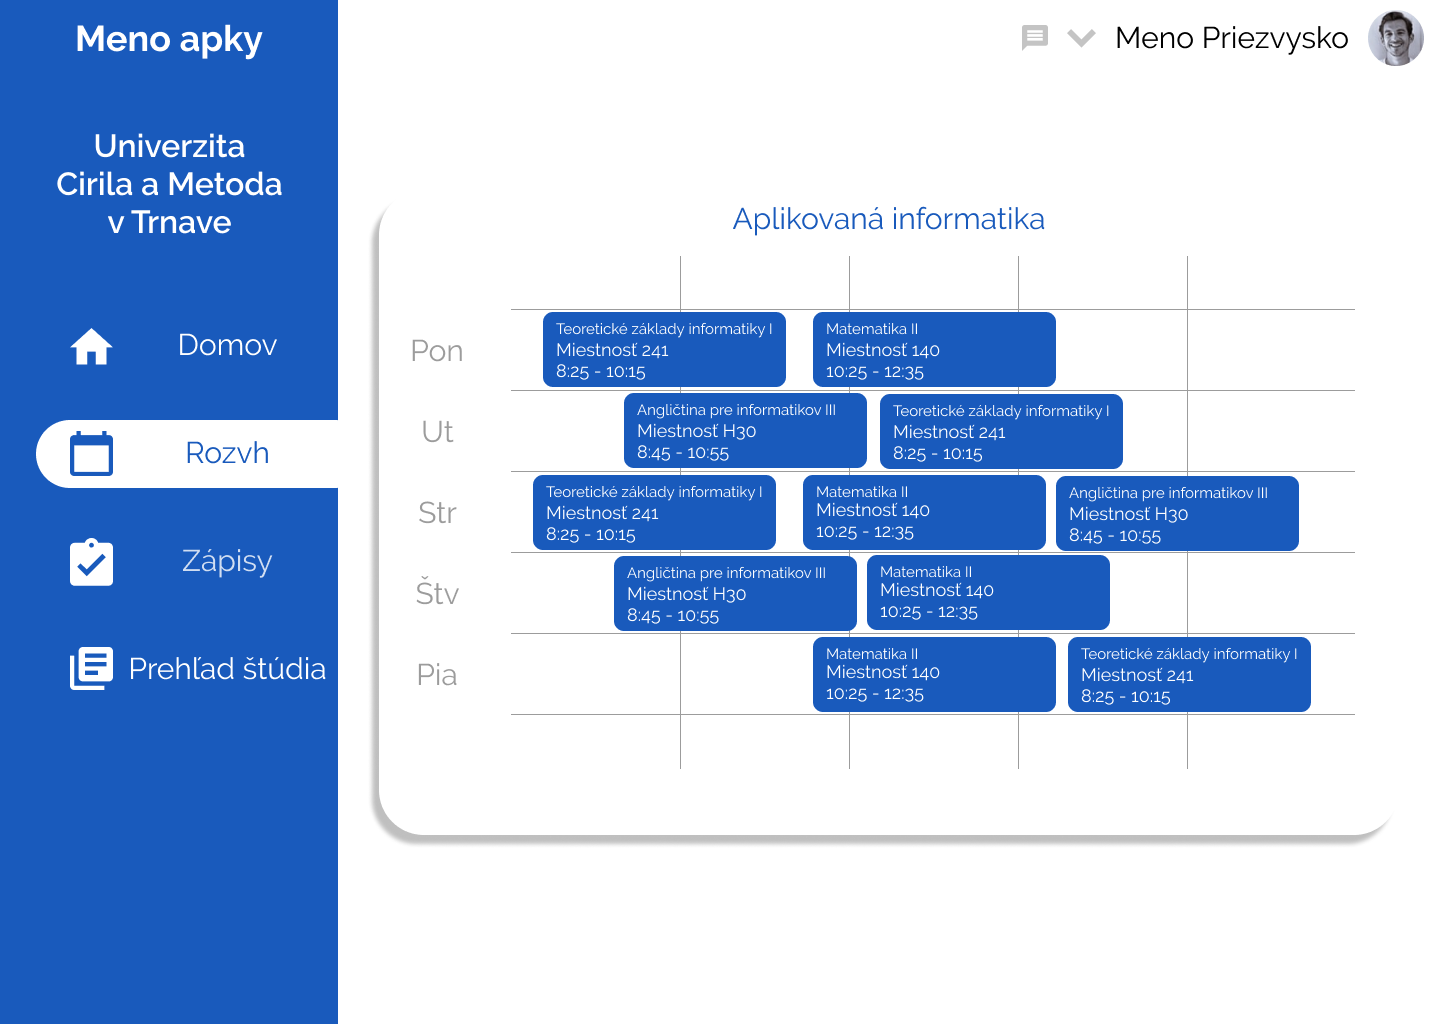 Meno apky
Meno Priezvysko
Univerzita
Cirila a Metoda
v Trnave
Domov
Rozvh
Zápisy
Prehľad štúdia
Aplikovaná informatika
Pon
Teoretické základy informatiky I
Miestnosť 241
8:25 - 10:15
Matematika II
Miestnosť 140
10:25 - 12:35
Ut
Angličtina pre informatikov III
Miestnosť H30
8:45 - 10:55
Teoretické základy informatiky I
Miestnosť 241
8:25 - 10:15
Str
Teoretické základy informatiky I
Miestnosť 241
8:25 - 10:15
Matematika II
Miestnosť 140
10:25 - 12:35
Angličtina pre informatikov III
Miestnosť H30
8:45 - 10:55
Štv
Angličtina pre informatikov III
Miestnosť H30
8:45 - 10:55
Matematika II
Miestnosť 140
10:25 - 12:35
Pia
Matematika II
Miestnosť 140
10:25 - 12:35
Teoretické základy informatiky I
Miestnosť 241
8:25 - 10:15